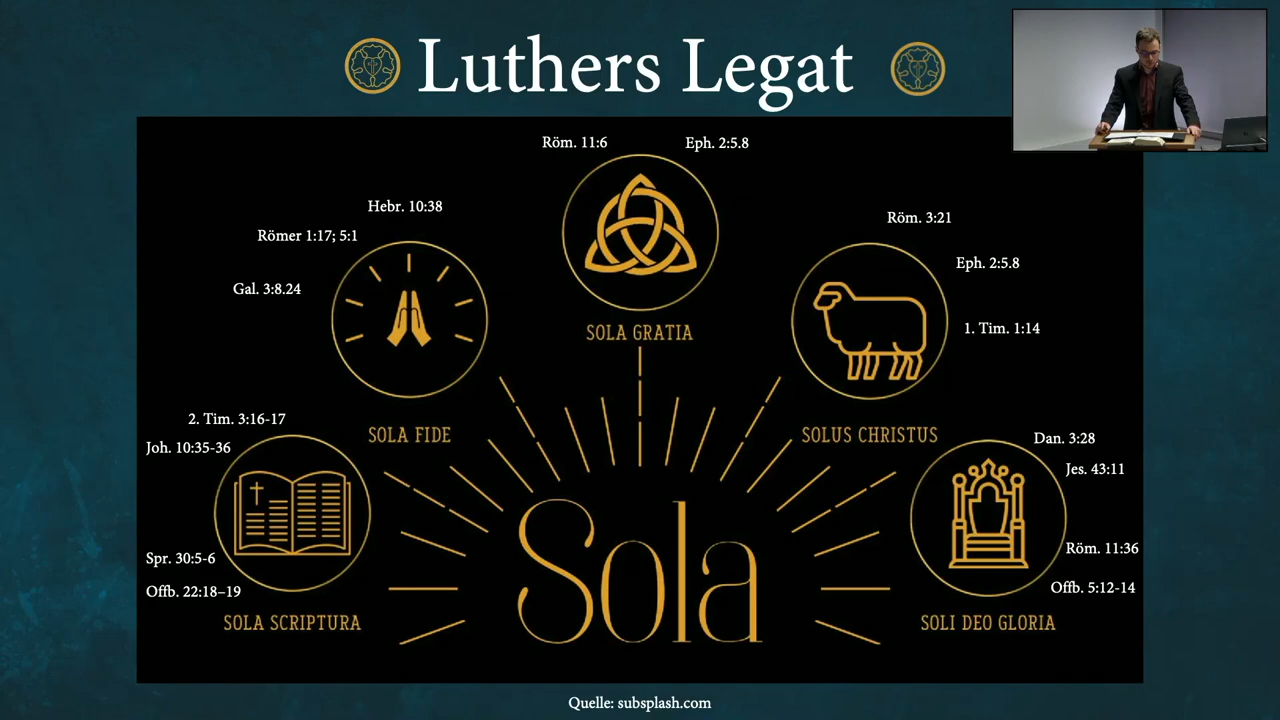 Luthers Legat
Röm. 11:6
Eph. 2:5.8
Hebr. 10:38
Römer 1:17; 5:1
Gal. 3:8.24
Röm. 3:21
Eph. 2:5.8
1. Tim. 1:14
SOLA GRATIA
SOLA FIDE
SOLUS CHRISTUS
2. Tim. 3:16-17
Joh. 10:35-36
Spr. 30:5-6
Offb. 22:18–19
SOLA SCRIPTURA
Dan. 3:28
Jes. 43:11
Röm. 11:36
Offb. 5:12-14
SOLI DEO GLORIA
Sola
Quelle: subsplash.com